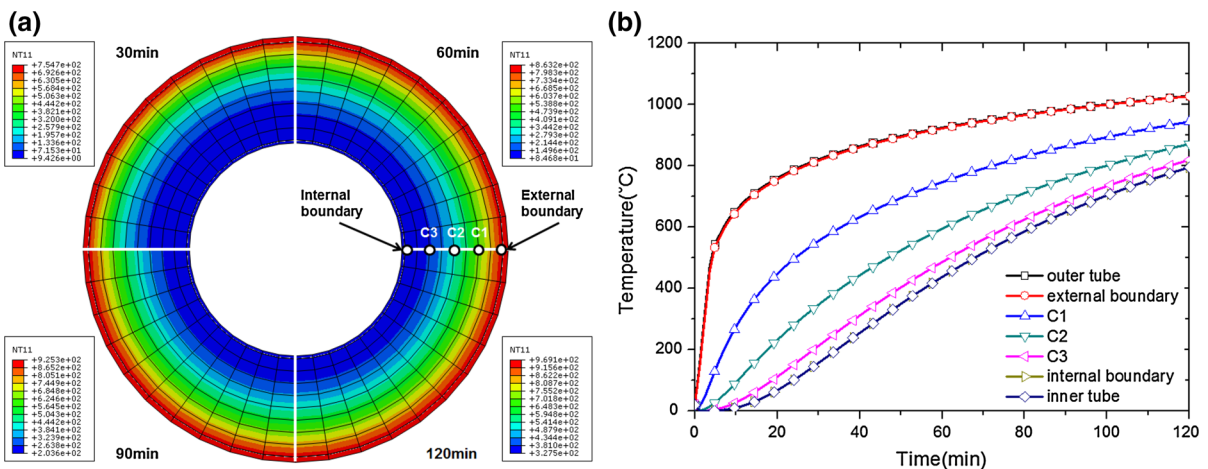 (a)
30min
60min
NT11
+7.547e+02
+6.926e+02
+6.305e+02
+5.684e+02
+5.063e+02
+4.442e+02
+3.821e+02
+3.200e+02
+2.579e+02
+1.957e+02
+1.336e+02
+7.153e+01
+9.426e+00
NT11
+8.632e+02
+7.983e+02
+7.334e+02
+6.685e+02
+6.037e+02
+5.388e+02
+4.739e+02
+4.091e+02
+3.442e+02
+2.793e+02
+2.144e+02
+1.496e+02
+8.468e+01
Internal
boundary
External
boundary
C3 C2 C1
NT11
+9.253e+02
+8.652e+02
+8.051e+02
+7.449e+02
+6.848e+02
+6.246e+02
+5.645e+02
+5.043e+02
+4.442e+02
+3.841e+02
+3.239e+02
+2.638e+02
+2.036e+02
NT11
+9.691e+02
+9.156e+02
+8.622e+02
+8.087e+02
+7.552e+02
+7.018e+02
+6.483e+02
+5.948e+02
+5.414e+02
+4.879e+02
+4.344e+02
+3.810e+02
+3.275e+02
90min
120min
(b)
1200
1000
800
600
400
200
0
Temperature(°C)
outer tube
external boundary
C1
C2
C3
internal boundary
inner tube
0 20 40 60 80 100 120
Time(min)